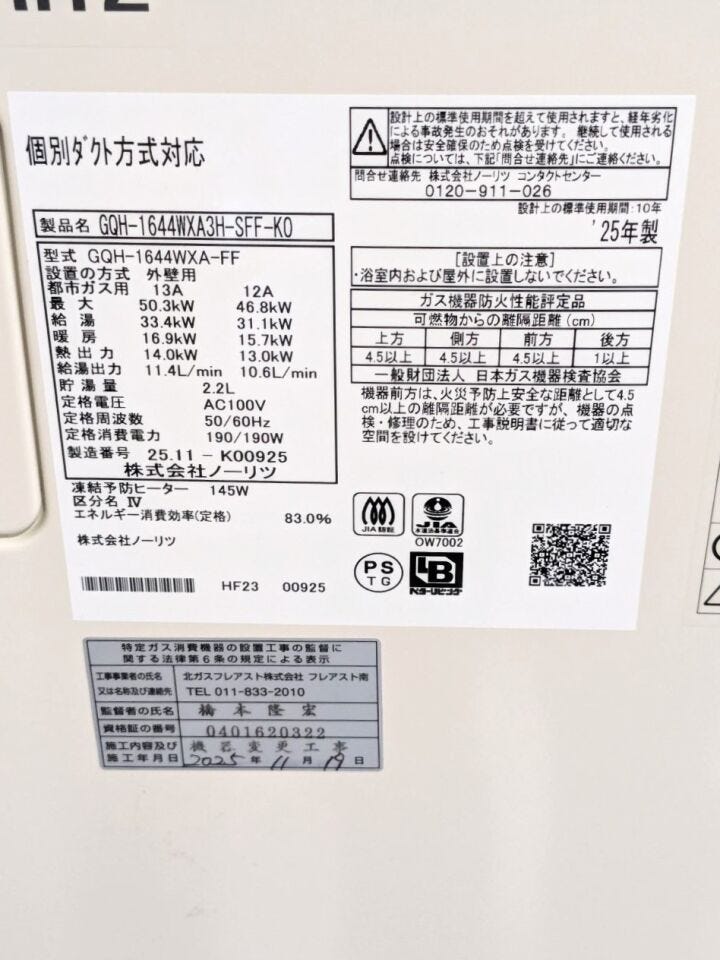 個別ダクト方式対応
製品名 GQH-1644WXA3H-SFF-KO
型式 GQH-1644WXA-FF
設置の方式 外壁用
都市ガス用 13A 12A
最大 50.3kW 46.8kW
給湯 33.4kW 31.1kW
暖房 16.9kW 15.7kW
熱出力 14.0kW 13.0kW
給湯出力 11.4L/min 10.6L/min
貯湯量 2.2L
定格電圧 AC100V
定格周波数 50/60Hz
定格消費電力 190/190W
製造番号 25.11 - K00925
株式会社ノーリツ
凍結予防ヒーター 145W
区分名 Ⅳ
エネルギー消費効率(定格) 83.0%
株式会社ノーリツ
HF23 00925
設計上の標準使用期間を超えて使用されますと、経年劣化
による事故発生のおそれがあります。 継続して使用される
場合は安全確保のため点検を受けてください。
点検については、下記「問合せ連絡先」にご連絡ください。
問合せ連絡先 株式会社ノーリツ コンタクトセンター
0120-911-026
設計上の標準使用期間:10年
'25年製
[設置上の注意]
・浴室内および屋外に設置しないでください。
ガス機器防火性能評定品
可燃物からの離隔距離(cm)
上方 側方 前方 後方
4.5以上 4.5以上 4.5以上 1以上
一般財団法人 日本ガス機器検査協会
機器前方は、火災予防上安全な距離として4.5
cm以上の離隔距離が必要ですが、機器の点
検・修理のため、工事説明書に従って適切な
空間を設けてください。
JIA認証
JIA
OW7002
PS
TG
LB
ベターリビング
特定ガス消費機器の設置工事の監督に
関する法律第6条の規定による表示
工事事業者の氏名 北ガスフレアスト株式会社 フレアスト南
又は名称及び連絡先 TEL 011-833-2010
監督者の氏名 橋本隆宏
資格証の番号 0401620322
施工内容及び 機器変更工事
施工年月日 2025年 11月 19日